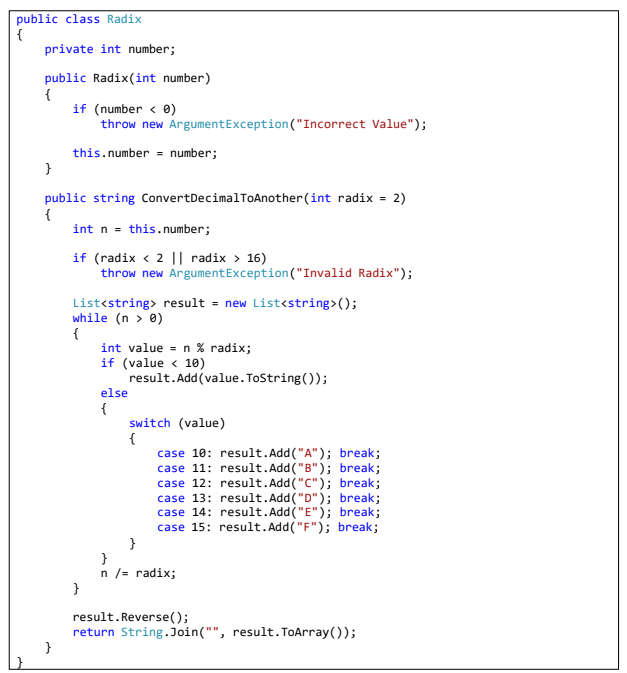 public class Radix
{
    private int number;

    public Radix(int number)
    {
        if (number < 0)
            throw new ArgumentException("Incorrect Value");

        this.number = number;
    }

    public string ConvertDecimalToAnother(int radix = 2)
    {
        int n = this.number;

        if (radix < 2 || radix > 16)
            throw new ArgumentException("Invalid Radix");

        List<string> result = new List<string>();
        while (n > 0)
        {
            int value = n % radix;
            if (value < 10)
                result.Add(value.ToString());
            else
            {
                switch (value)
                {
                    case 10: result.Add("A"); break;
                    case 11: result.Add("B"); break;
                    case 12: result.Add("C"); break;
                    case 13: result.Add("D"); break;
                    case 14: result.Add("E"); break;
                    case 15: result.Add("F"); break;
                }
            }
            n /= radix;
        }

        result.Reverse();
        return String.Join("", result.ToArray());
    }
}